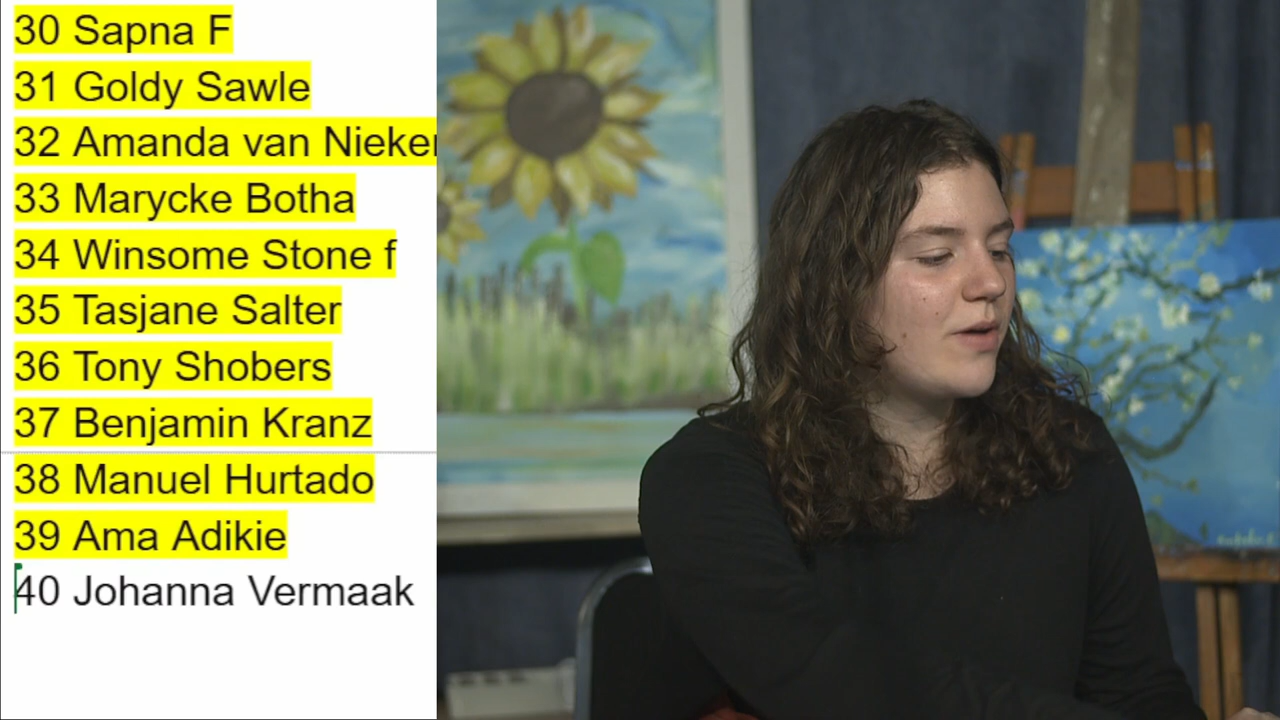 30 Sapna F
31 Goldy Sawle
32 Amanda van Nieker
33 Marycke Botha
34 Winsome Stone f
35 Tasjane Salter
36 Tony Shobers
37 Benjamin Kranz
38 Manuel Hurtado
39 Ama Adikie
40 Johanna Vermaak